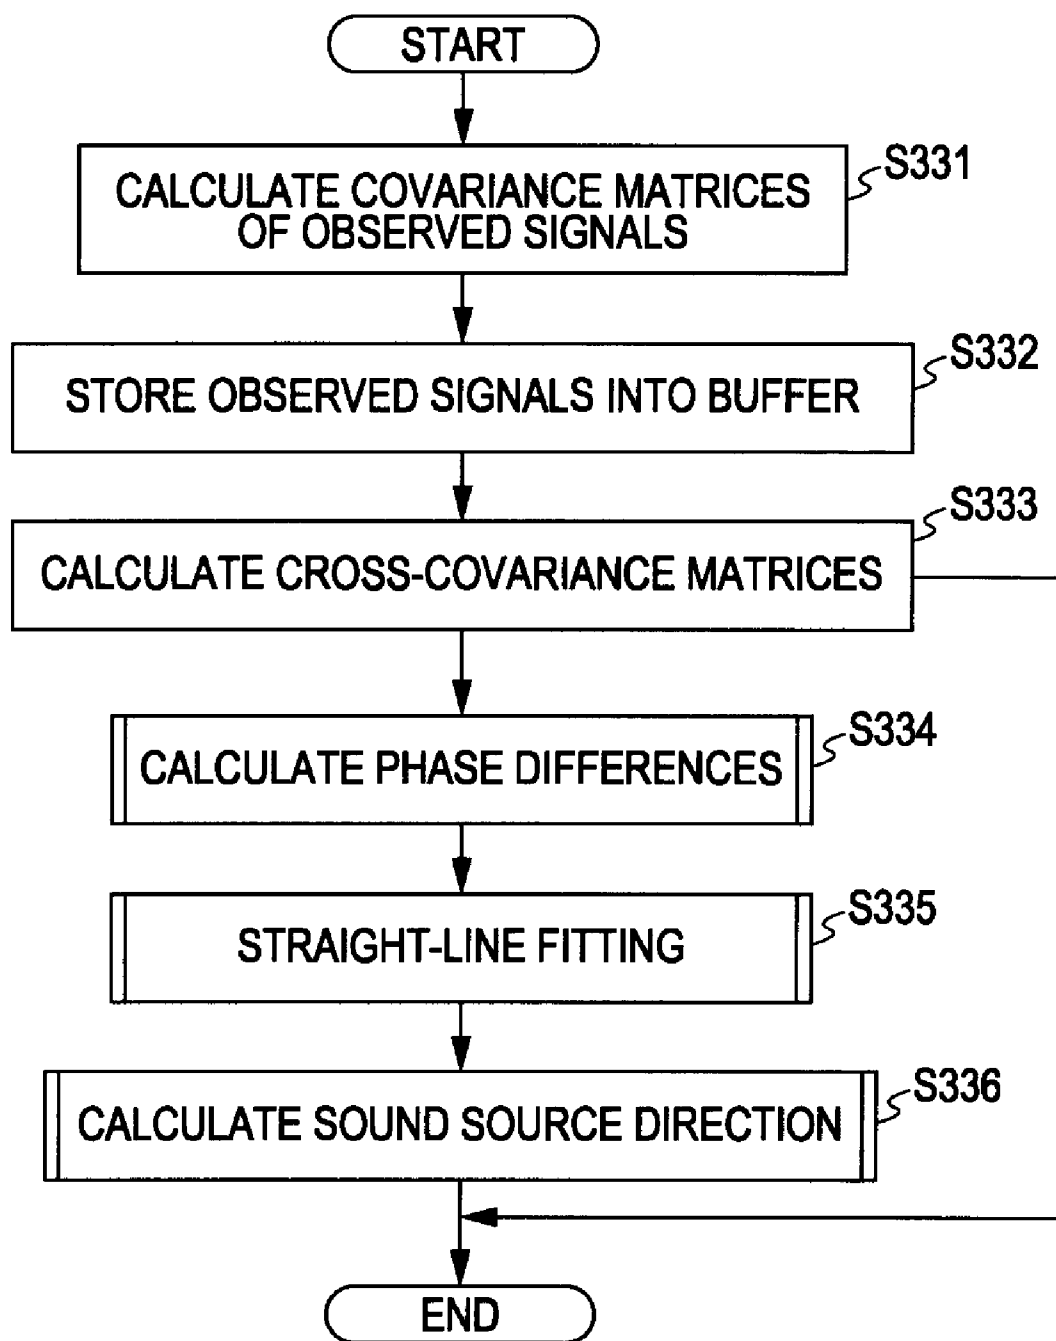 START
S331
CALCULATE COVARIANCE MATRICES
OF OBSERVED SIGNALS
S332
STORE OBSERVED SIGNALS INTO BUFFER
S333
CALCULATE CROSS-COVARIANCE MATRICES
S334
CALCULATE PHASE DIFFERENCES
S335
STRAIGHT-LINE FITTING
S336
CALCULATE SOUND SOURCE DIRECTION
END